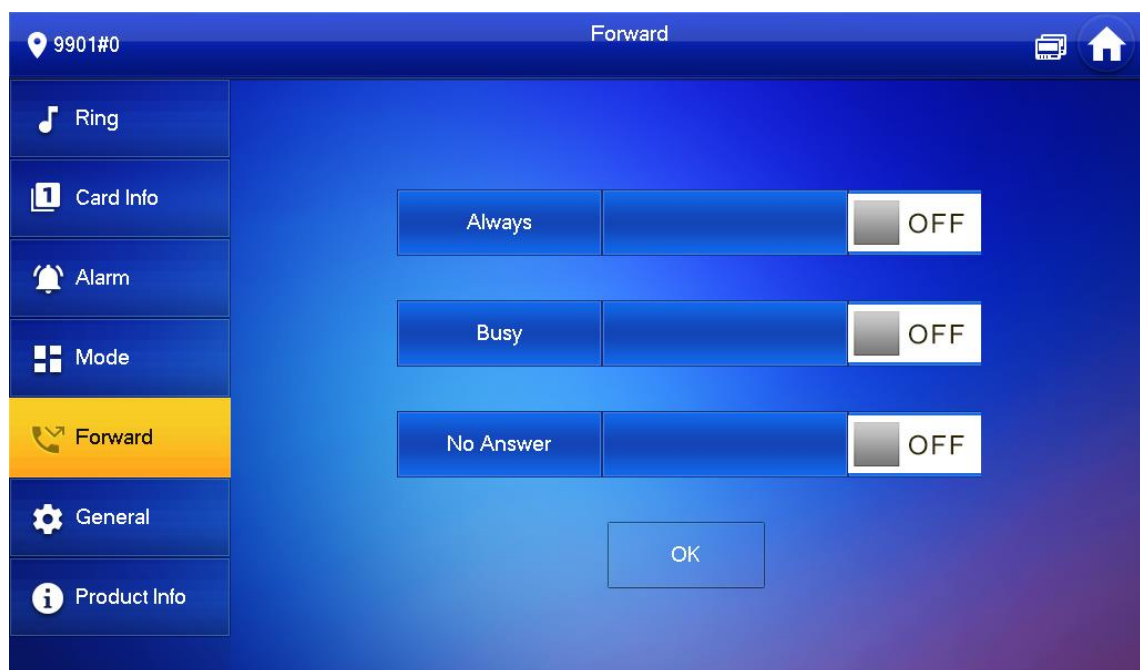 9901#0
Forward
Ring
Card Info
Alarm
Mode
Forward
General
Product Info
Always
OFF
Busy
OFF
No Answer
OFF
OK